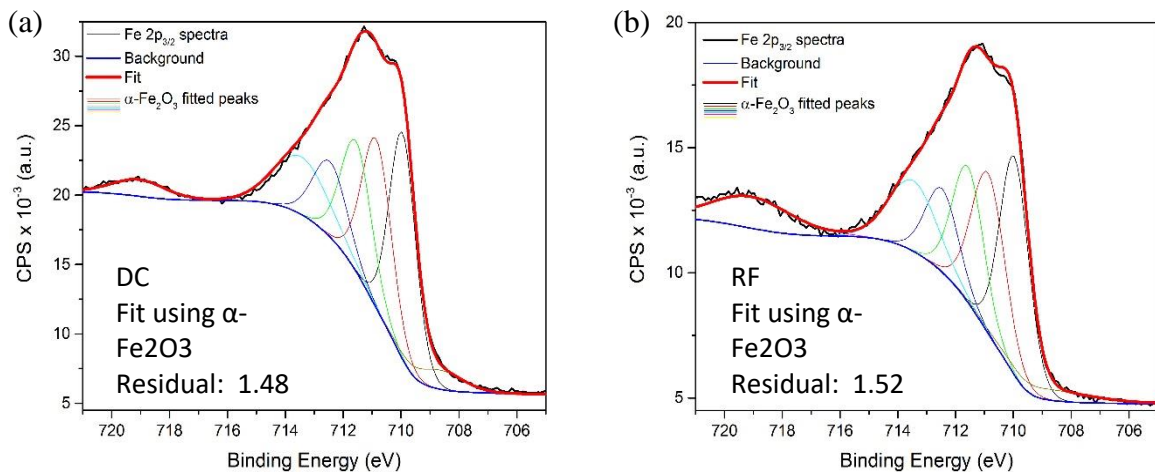 (a)
Fe 2p3/2 spectra
Background
Fit
α-Fe2O3 fitted peaks
CPS x 10-3 (a.u.)
30
25
20
15
10
5
DC
Fit using α-
Fe2O3
Residual: 1.48
720 718 716 714 712 710 708 706
Binding Energy (eV)
(b)
Fe 2p3/2 spectra
Background
Fit
α-Fe2O3 fitted peaks
CPS x 10-3 (a.u.)
20
15
10
5
RF
Fit using α-
Fe2O3
Residual: 1.52
720 718 716 714 712 710 708 706
Binding Energy (eV)